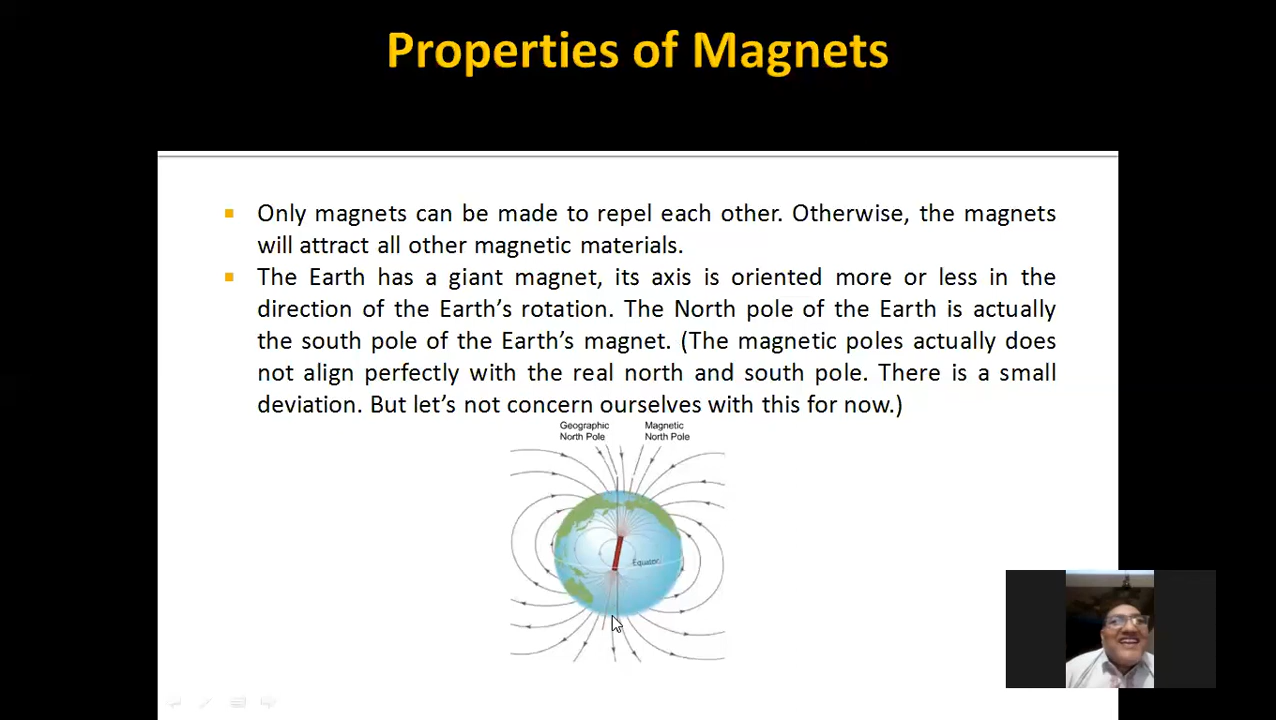 Properties of Magnets
Only magnets can be made to repel each other. Otherwise, the magnets
will attract all other magnetic materials.
The Earth has a giant magnet, its axis is oriented more or less in the
direction of the Earth's rotation. The North pole of the Earth is actually
the south pole of the Earth's magnet. (The magnetic poles actually does
not align perfectly with the real north and south pole. There is a small
deviation. But let's not concern ourselves with this for now.)
Geographic
North Pole
Magnetic
North Pole
Equator